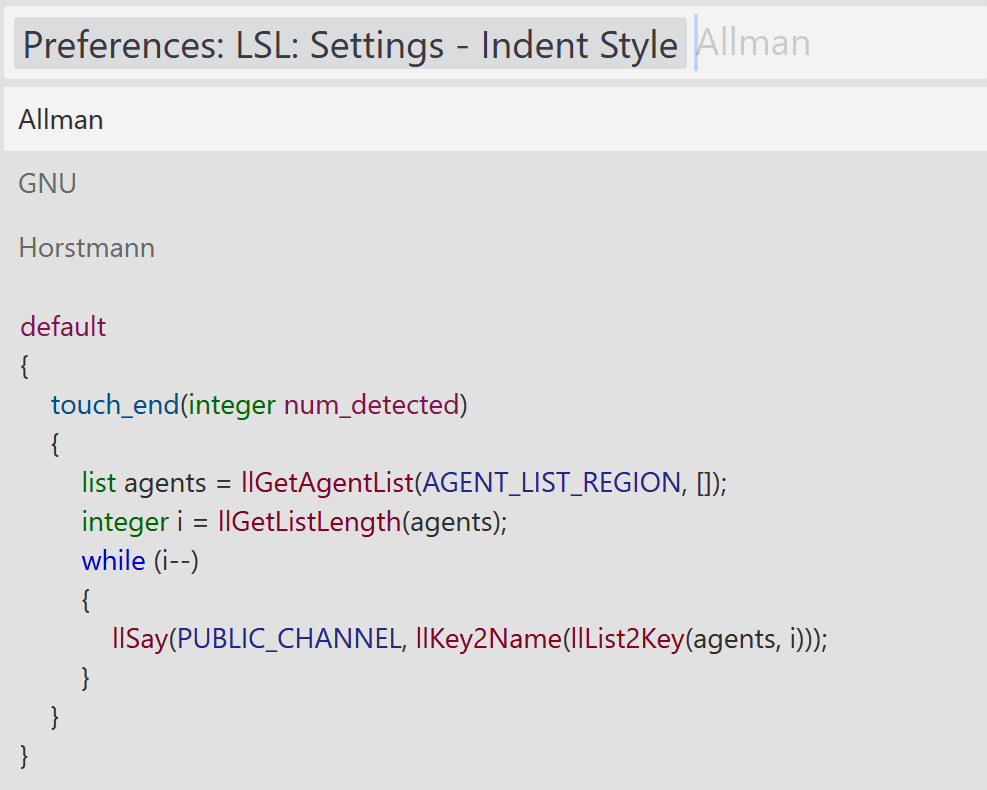 Preferences: LSL: Settings - Indent Style Allman
Allman
GNU
Horstmann
default
{
    touch_end(integer num_detected)
    {
        list agents = llGetAgentList(AGENT_LIST_REGION, []);
        integer i = llGetListLength(agents);
        while (i--)
        {
            llSay(PUBLIC_CHANNEL, llKey2Name(llList2Key(agents, i)));
        }
    }
}